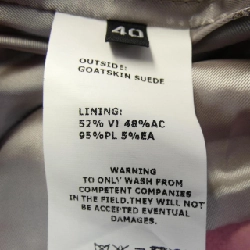 40
OUTSIDE:
GOATSKIN SUEDE
LINING:
52% VI 48%AC
95%PL 5%EA
WARNING
TO ONLY WASH FROM
COMPETENT COMPANIES
IN THE FIELD.THEY WILL NOT
BE ACCEPTED EVENTUAL
DAMAGES.